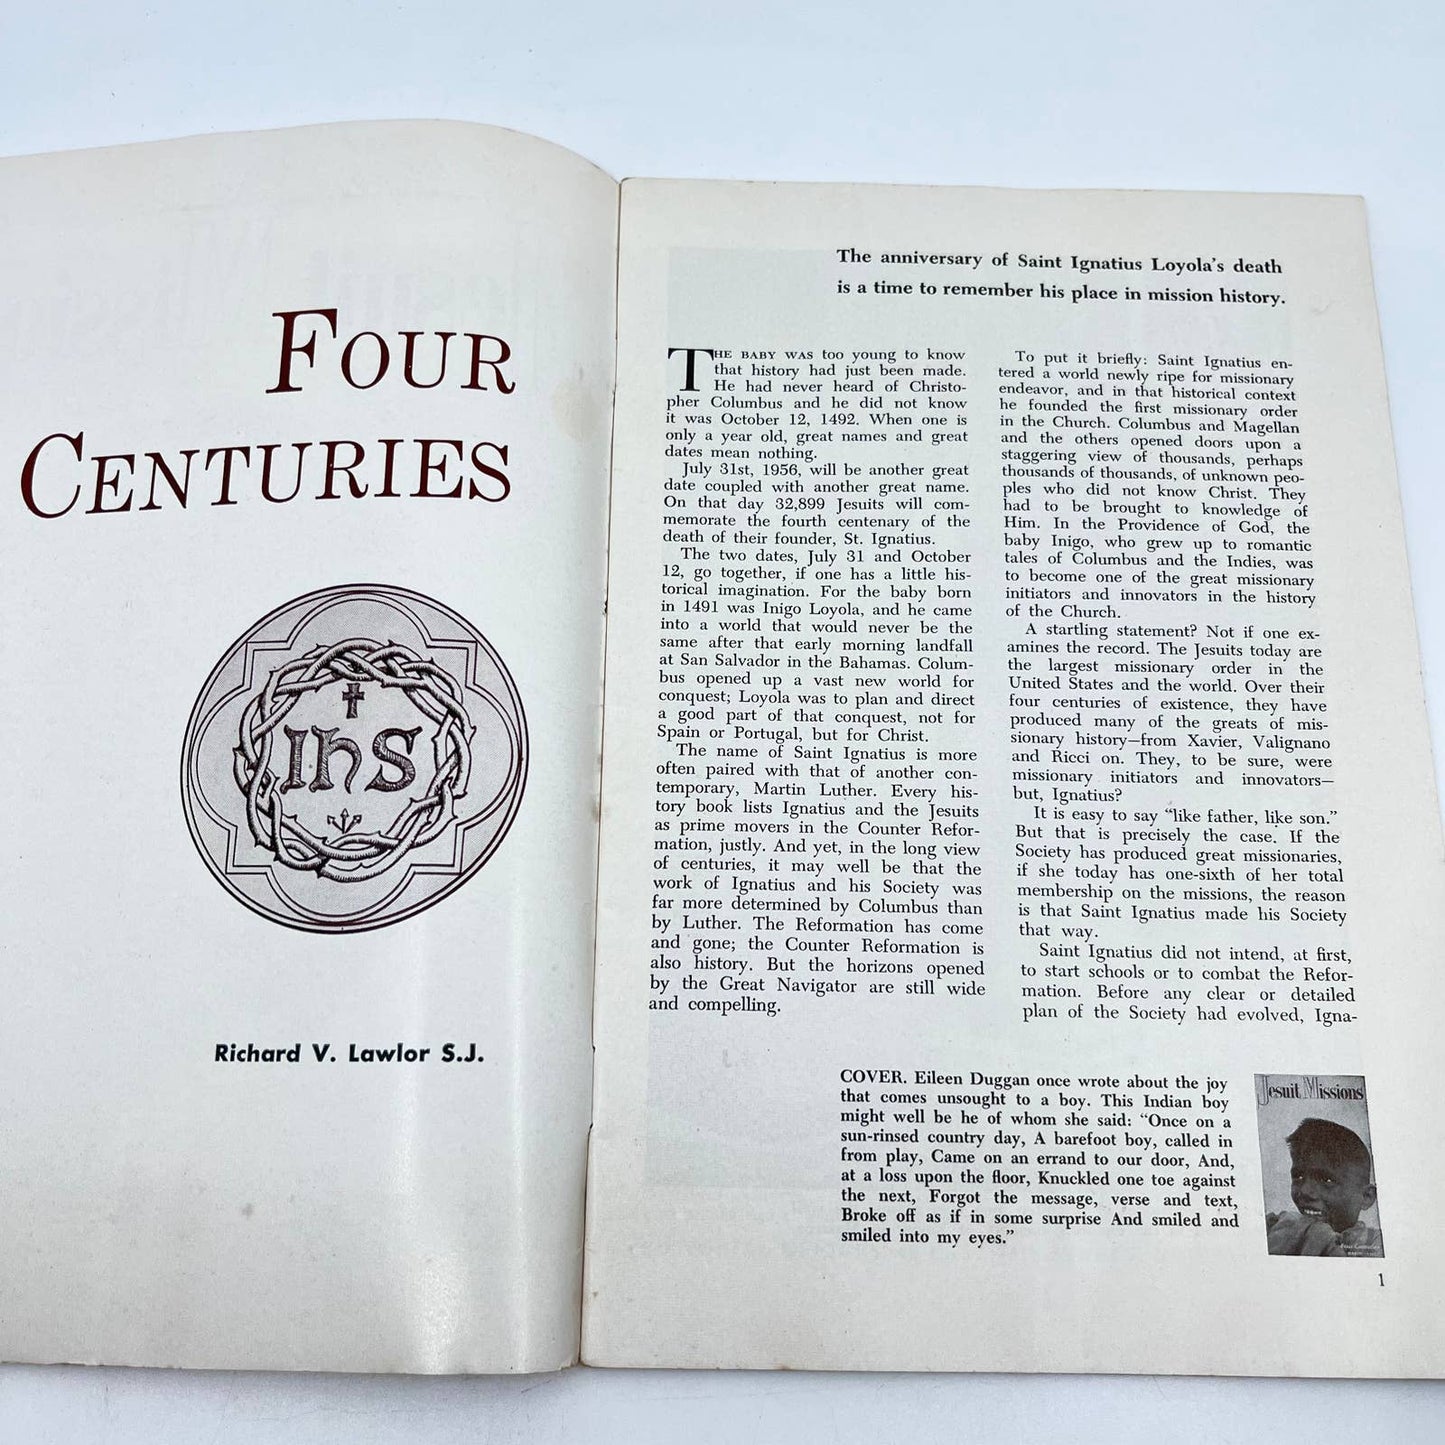 FOUR
CENTURIES
IHS
Richard V. Lawlor S.J.
The anniversary of Saint Ignatius Loyola's death
is a time to remember his place in mission history.
THE BABY WAS too young to know
that history had just been made.
He had never heard of Christo-
pher Columbus and he did not know
it was October 12, 1492. When one is
only a year old, great names and great
dates mean nothing.
July 31st, 1956, will be another great
date coupled with another great name.
On that day 32,899 Jesuits will com-
memorate the fourth centenary of the
death of their founder, St. Ignatius.
The two dates, July 31 and October
12, go together, if one has a little his-
torical imagination. For the baby born
in 1491 was Inigo Loyola, and he came
into a world that would never be the
same after that early morning landfall
at San Salvador in the Bahamas. Colum-
bus opened up a vast new world for
conquest; Loyola was to plan and direct
a good part of that conquest, not for
Spain or Portugal, but for Christ.
The name of Saint Ignatius is more
often paired with that of another con-
temporary, Martin Luther. Every his-
tory book lists Ignatius and the Jesuits
as prime movers in the Counter Refor-
mation, justly. And yet, in the long view
of centuries, it may well be that the
work of Ignatius and his Society was
far more determined by Columbus than
by Luther. The Reformation has come
and gone; the Counter Reformation is
also history. But the horizons opened
by the Great Navigator are still wide
and compelling.
To put it briefly: Saint Ignatius en-
tered a world newly ripe for missionary
endeavor, and in that historical context
he founded the first missionary order
in the Church. Columbus and Magellan
and the others opened doors upon a
staggering view of thousands, perhaps
thousands of thousands, of unknown peo-
ples who did not know Christ. They
had to be brought to knowledge of
Him. In the Providence of God, the
baby Inigo, who grew up to romantic
tales of Columbus and the Indies, was
to become one of the great missionary
initiators and innovators in the history
of the Church.
A startling statement? Not if one ex-
amines the record. The Jesuits today are
the largest missionary order in the
United States and the world. Over their
four centuries of existence, they have
produced many of the greats of mis-
sionary history—from Xavier, Valignano
and Ricci on. They, to be sure, were
missionary initiators and innovators—
but, Ignatius?
It is easy to say "like father, like son."
But that is precisely the case. If the
Society has produced great missionaries,
if she today has one-sixth of her total
membership on the missions, the reason
is that Saint Ignatius made his Society
that way.
Saint Ignatius did not intend, at first,
to start schools or to combat the Refor-
mation. Before any clear or detailed
plan of the Society had evolved, Igna-
COVER. Eileen Duggan once wrote about the joy
that comes unsought to a boy. This Indian boy
might well be he of whom she said: "Once on a
sun-rinsed country day, A barefoot boy, called in
from play, Came on an errand to our door, And,
at a loss upon the floor, Knuckled one toe against
the next, Forgot the message, verse and text,
Broke off as if in some surprise And smiled and
smiled into my eyes."
Jesuit Missions
Four Centuries
1